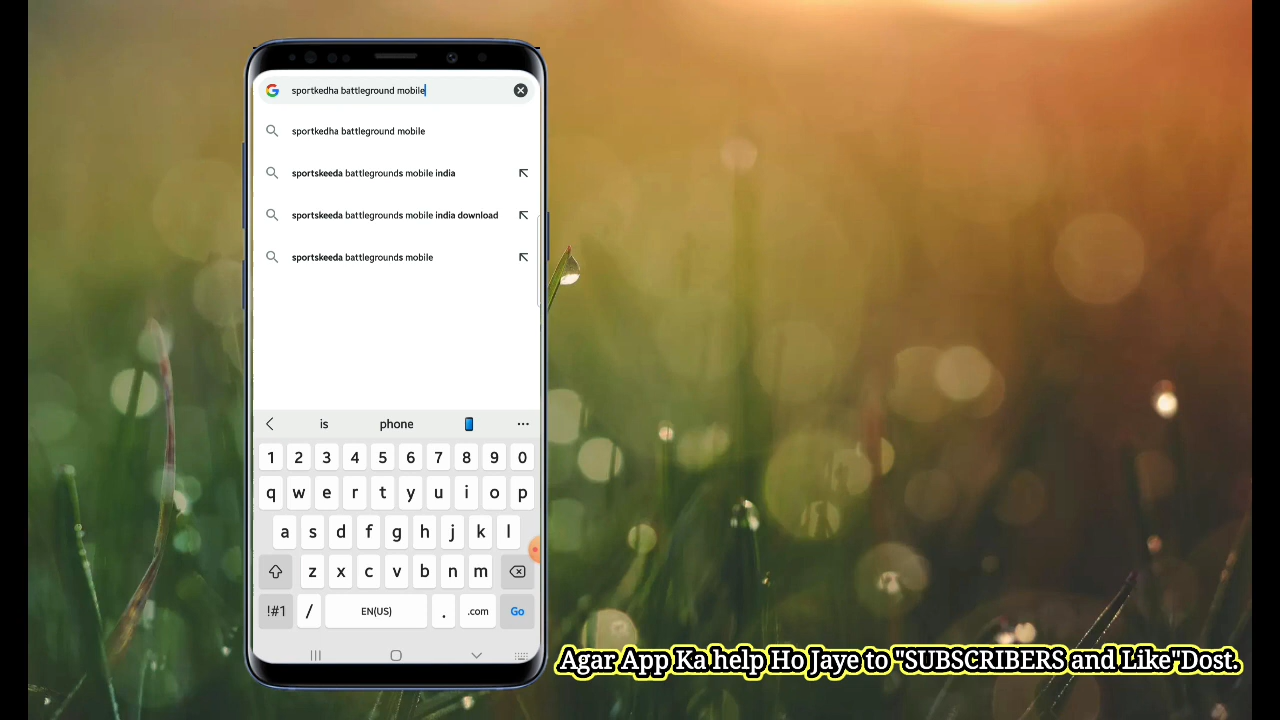 sportkedha battleground mobile
sportkedha battleground mobile
sportskeeda battlegrounds mobile india
sportskeeda battlegrounds mobile india download
sportskeeda battlegrounds mobile
is phone
1 2 3 4 5 6 7 8 9 0
q w e r t y u i o p
a s d f g h j k l
z x c v b n m
!#1 / EN(US) . .com Go
Agar App Ka help Ho Jaye to "SUBSCRIBERS and Like"Dost.